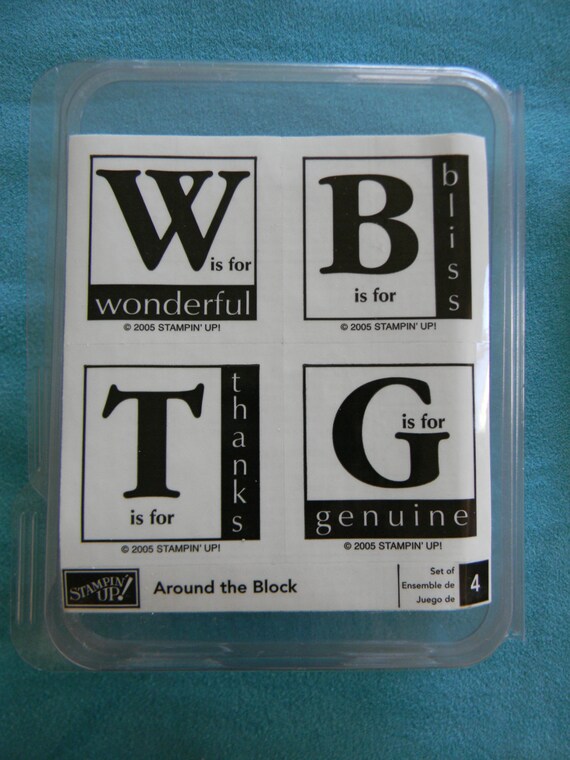 W is for
wonderful
© 2005 STAMPIN' UP!
B is for
bliss
© 2005 STAMPIN' UP!
T is for
thanks
© 2005 STAMPIN' UP!
G is for
genuine
© 2005 STAMPIN' UP!
STAMPIN' UP!
Around the Block
Set of
Ensemble de
Juego de
4